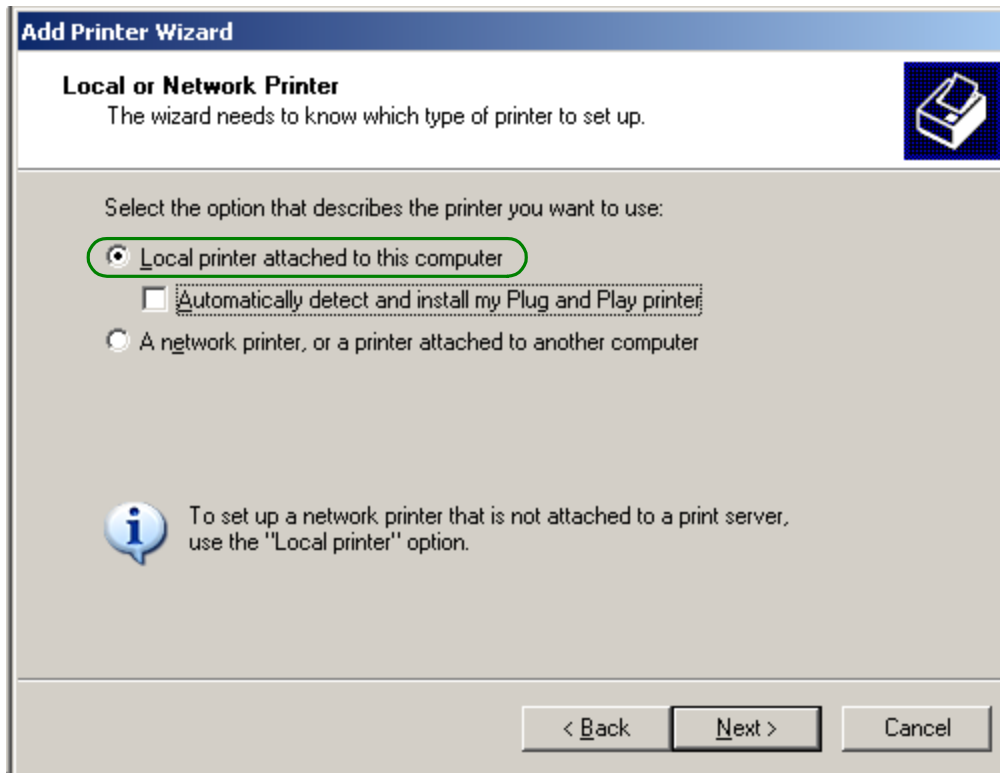 Add Printer Wizard
Local or Network Printer
The wizard needs to know which type of printer to set up.
Select the option that describes the printer you want to use:
Local printer attached to this computer
Automatically detect and install my Plug and Play printer
A network printer, or a printer attached to another computer
To set up a network printer that is not attached to a print server,
use the "Local printer" option.
< Back
Next >
Cancel